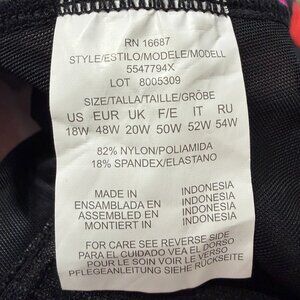 RN 16687
STYLE/ESTILO/MODELE/MODELL
5547794X
LOT 8005309
SIZE/TALLA/TAILLE/GRÖBE
US EUR UK F/E IT RU
18W 48W 20W 50W 52W 54W
82% NYLON/POLIAMIDA
18% SPANDEX/ELASTANO
MADE IN INDONESIA
ENSAMBLADA EN INDONESIA
ASSEMBLED EN INDONESIA
MONTIERT IN INDONESIA
FOR CARE SEE REVERSE SIDE
PARA EL CUIDADO VEA EL DORSO
POUR LE SOIN VOIR LE VERSO
PFLEGEANLEITUNG SIEHE RÜCKSEITE